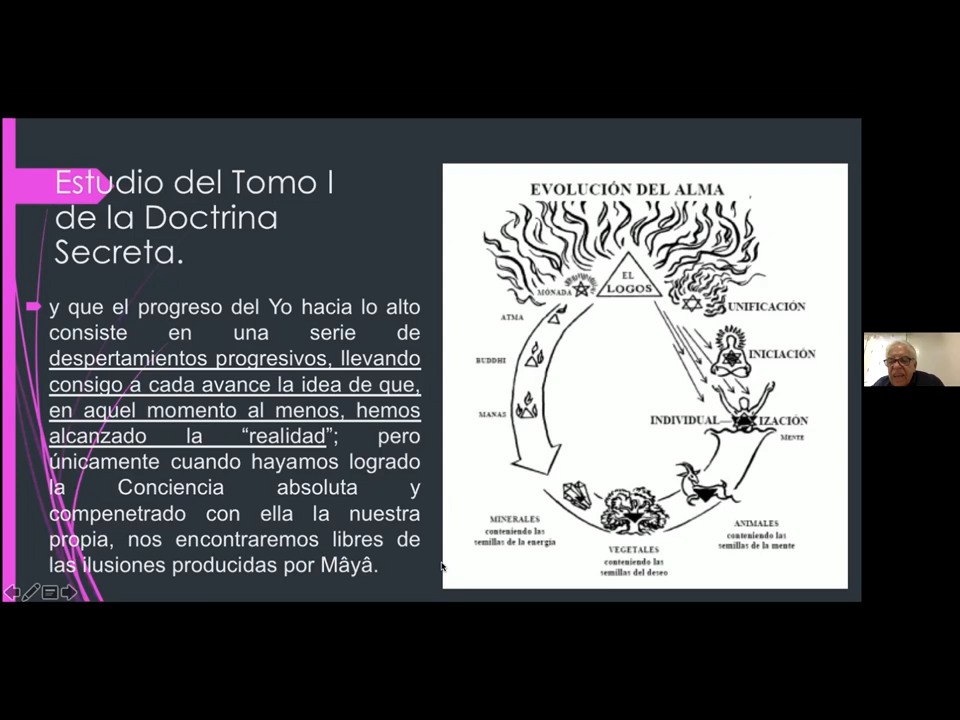 Estudio del Tomo I
de la Doctrina
Secreta.
y que el progreso del Yo hacia lo alto
consiste en una serie de
despertamientos progresivos, llevando
consigo a cada avance la idea de que,
en aquel momento al menos, hemos
alcanzado la “realidad”; pero
únicamente cuando hayamos logrado
la Conciencia absoluta y
compenetrado con ella la nuestra
propia, nos encontraremos libres de
las ilusiones producidas por Mâyâ.
EVOLUCIÓN DEL ALMA
EL
LOGOS
MÓNADA
ATMA
BUDDHI
MANAS
UNIFICACIÓN
INICIACIÓN
INDIVIDUAL—IZACIÓN
MENTE
MINERALES
conteniendo las
semillas de la energía
VEGETALES
conteniendo las
semillas del deseo
ANIMALES
conteniendo las
semillas de la mente